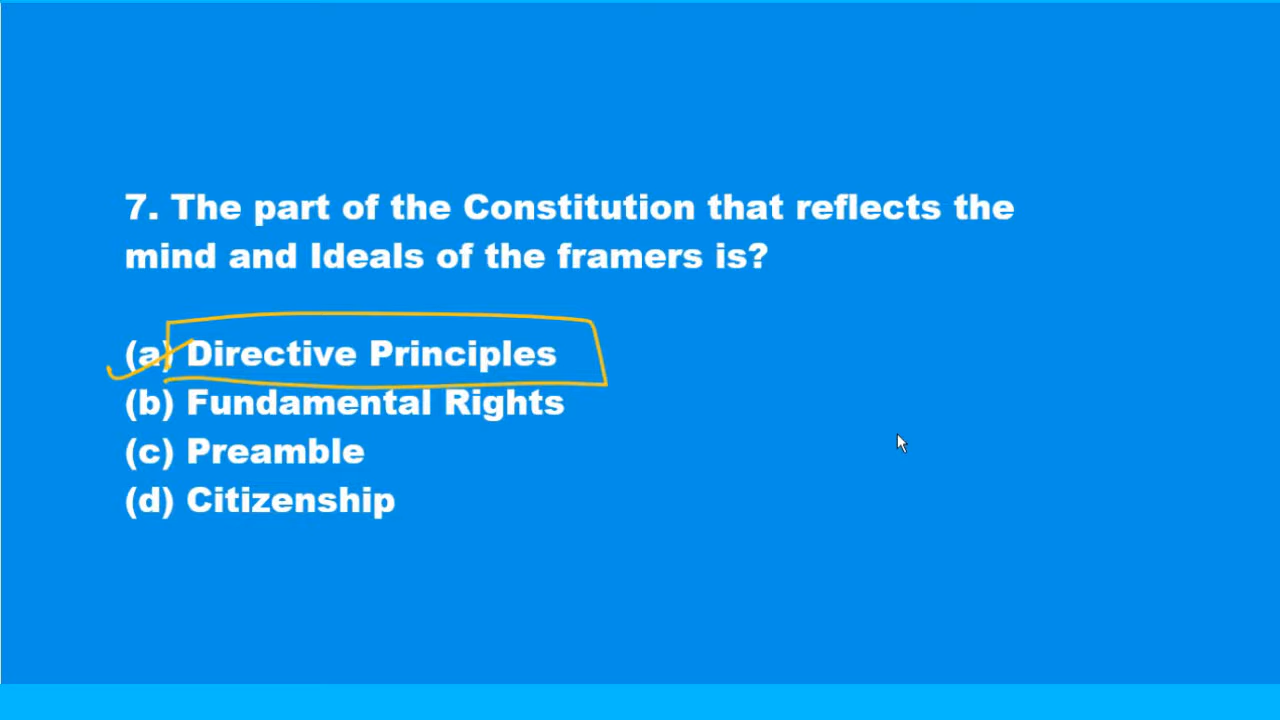 7. The part of the Constitution that reflects the
mind and Ideals of the framers is?
(a) Directive Principles
(b) Fundamental Rights
(c) Preamble
(d) Citizenship